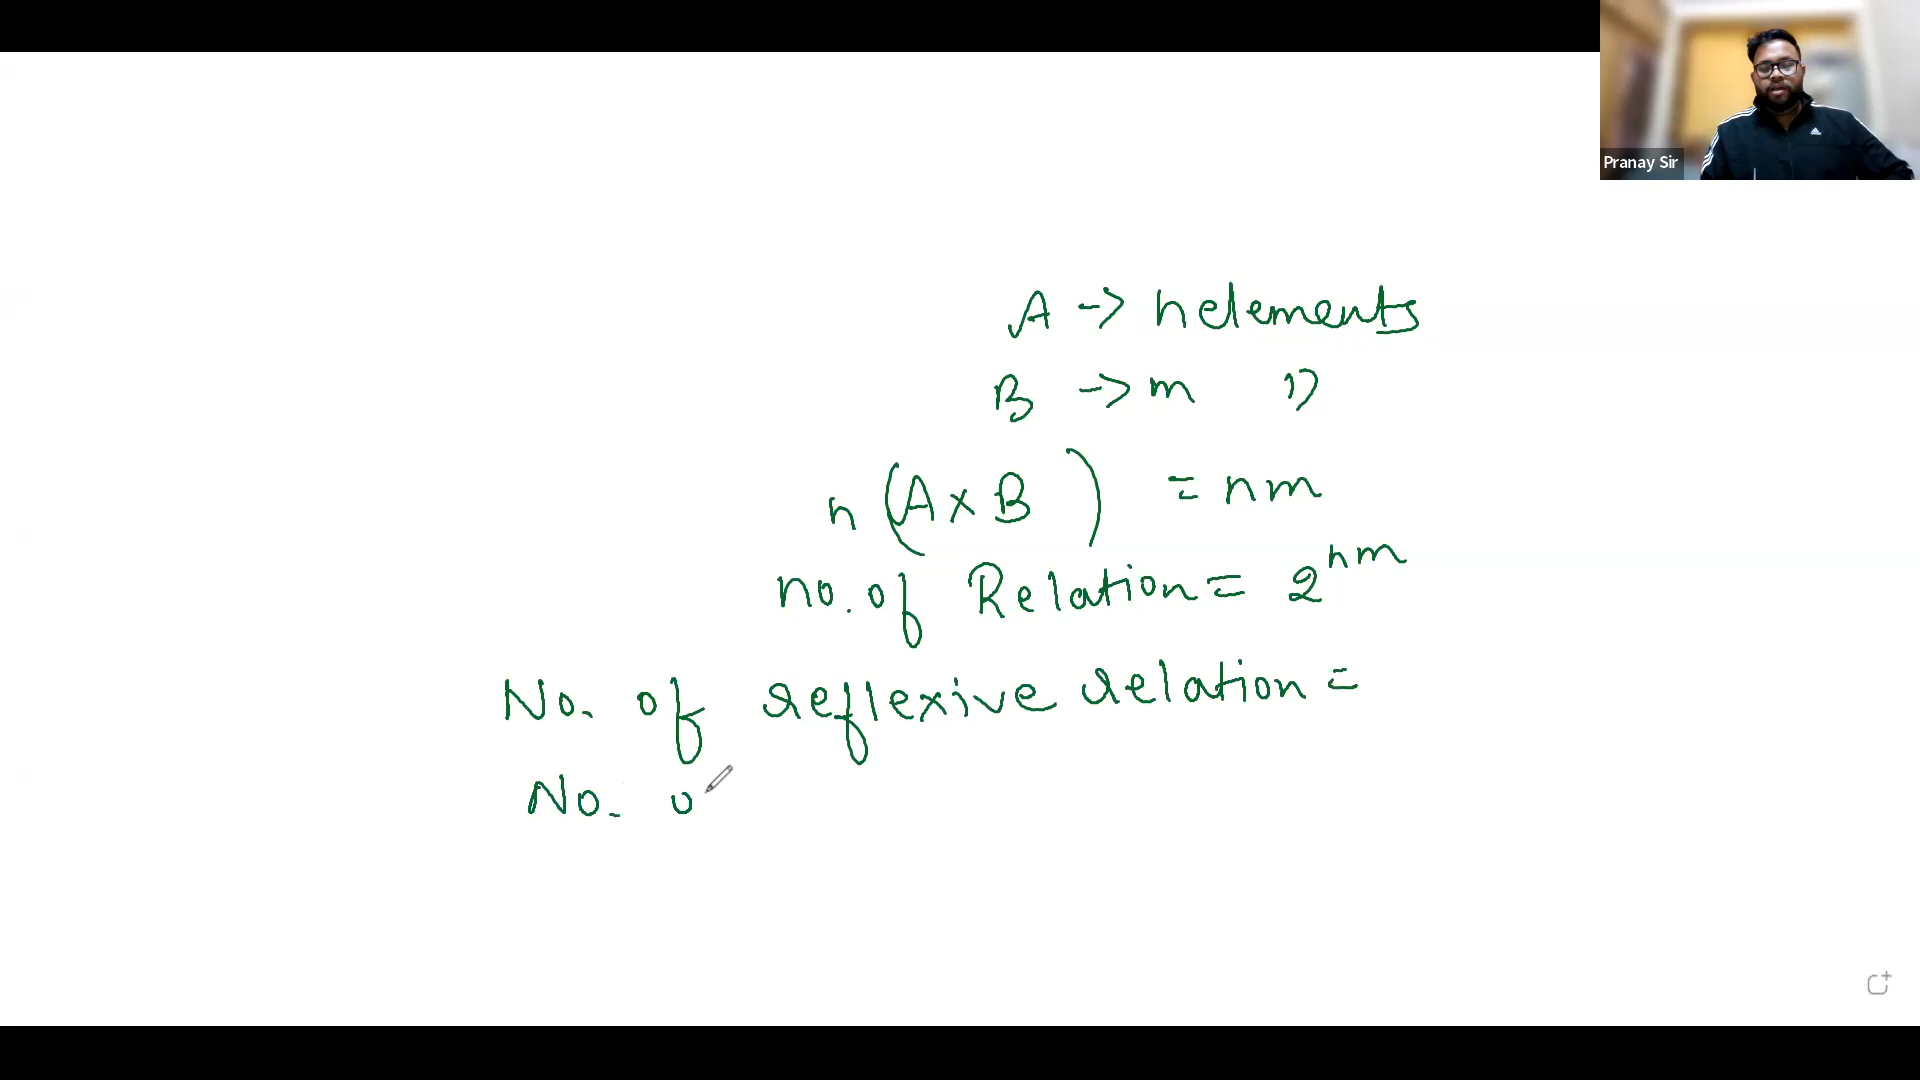 Pranay Sir
A -> n elements
B -> m "
n (A x B) = nm
no. of Relation = 2^nm
No. of reflexive relation =
No. o